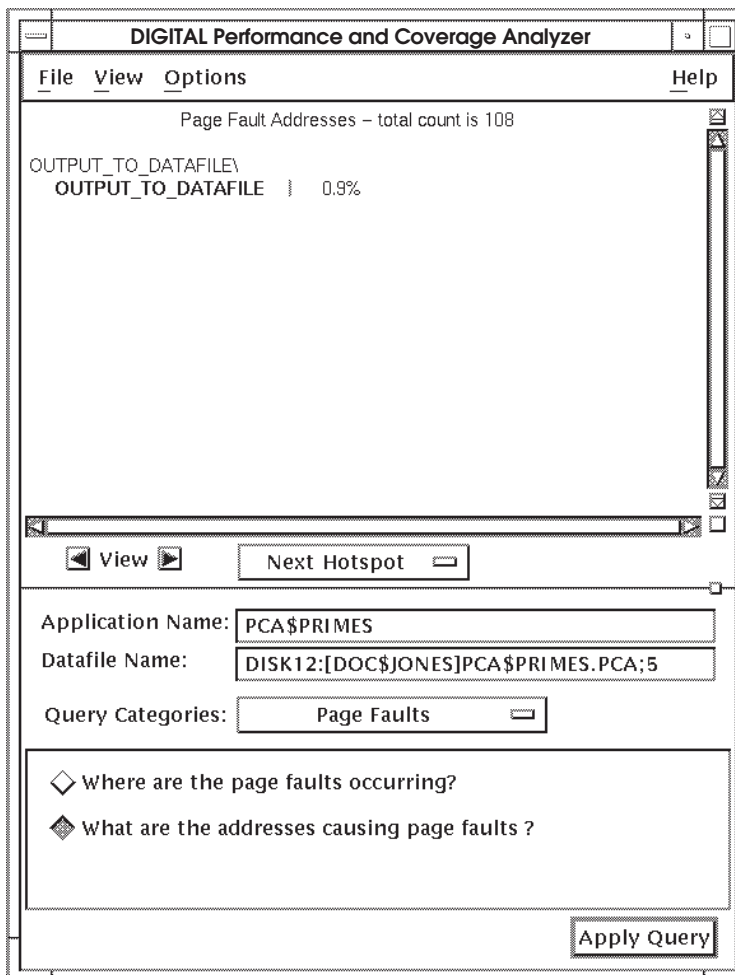 DIGITAL Performance and Coverage Analyzer
File View Options Help
Page Fault Addresses – total count is 108
OUTPUT_TO_DATAFILE\
OUTPUT_TO_DATAFILE | 0.9%
View Next Hotspot
Application Name: PCA$PRIMES
Datafile Name: DISK12:[DOC$JONES]PCA$PRIMES.PCA;5
Query Categories: Page Faults
Where are the page faults occurring?
What are the addresses causing page faults ?
Apply Query